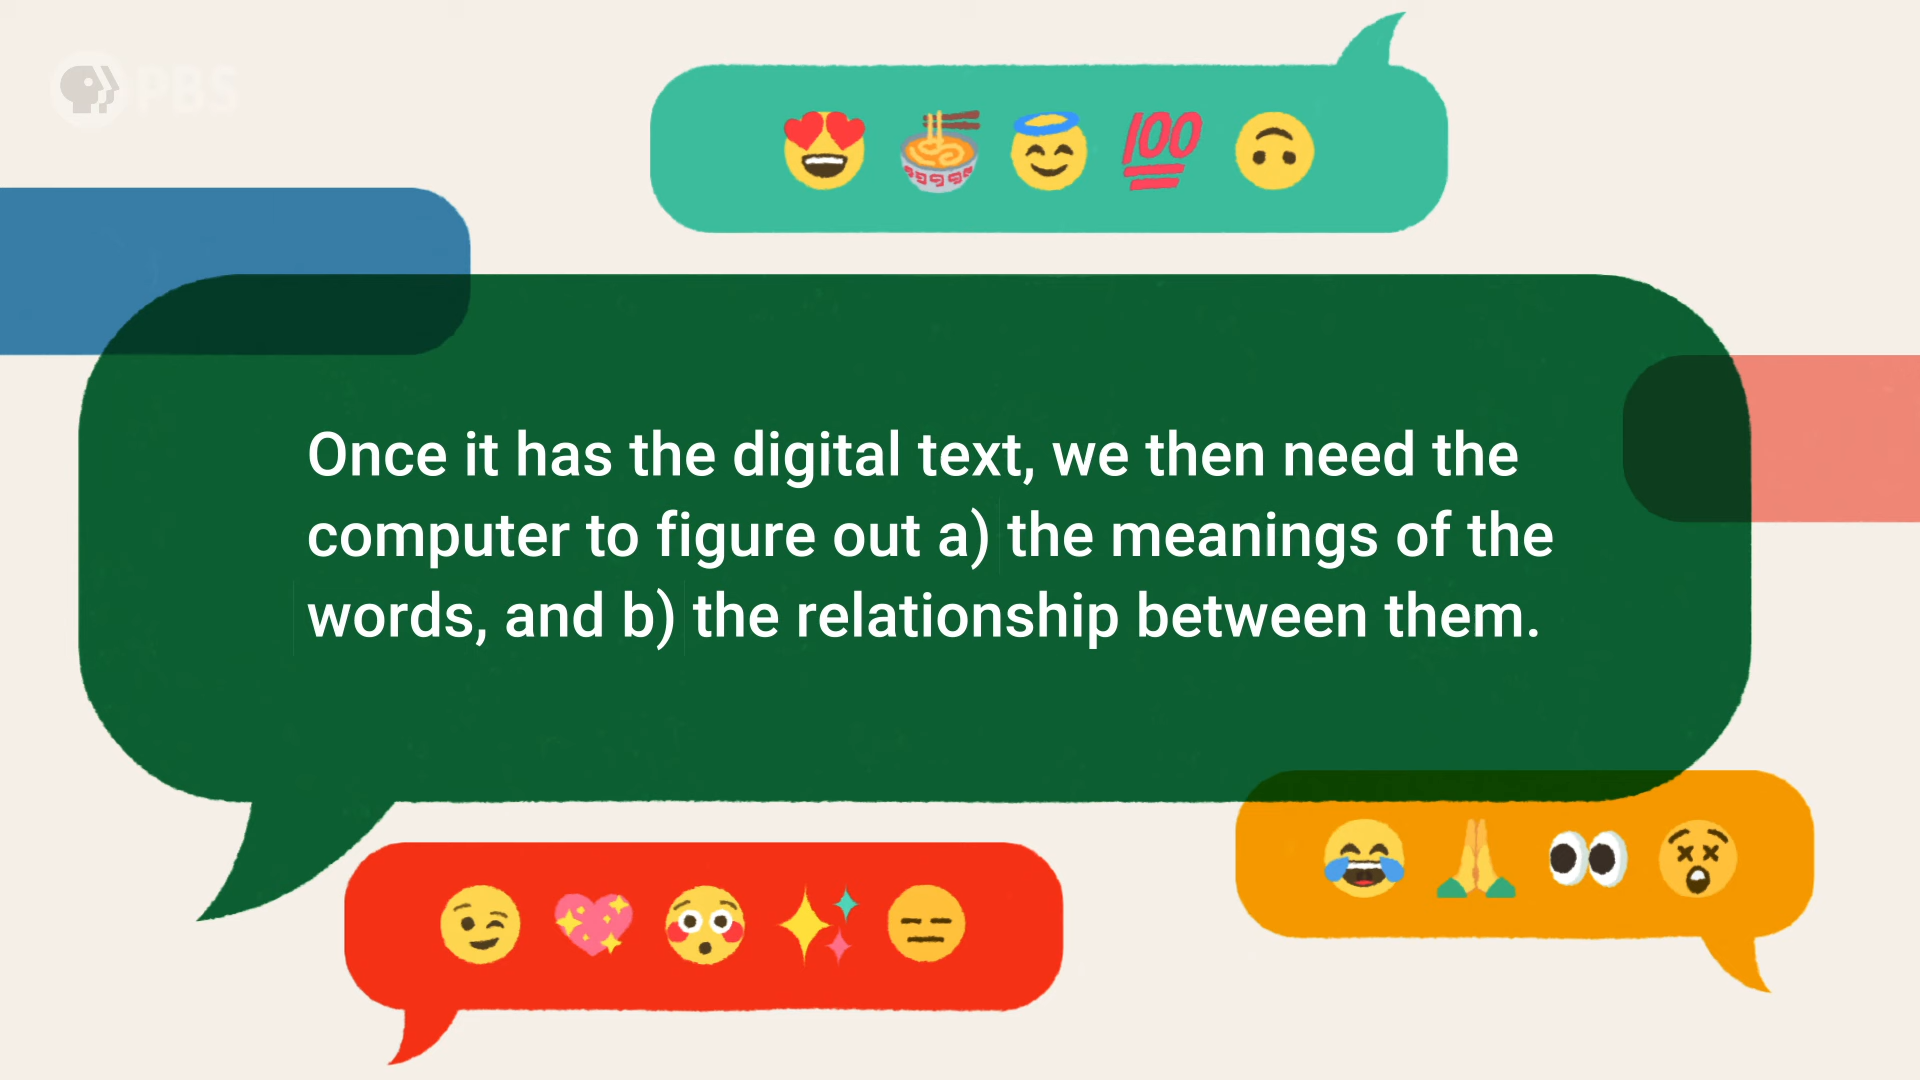 PBS
💯
Once it has the digital text, we then need the
computer to figure out a) the meanings of the
words, and b) the relationship between them.